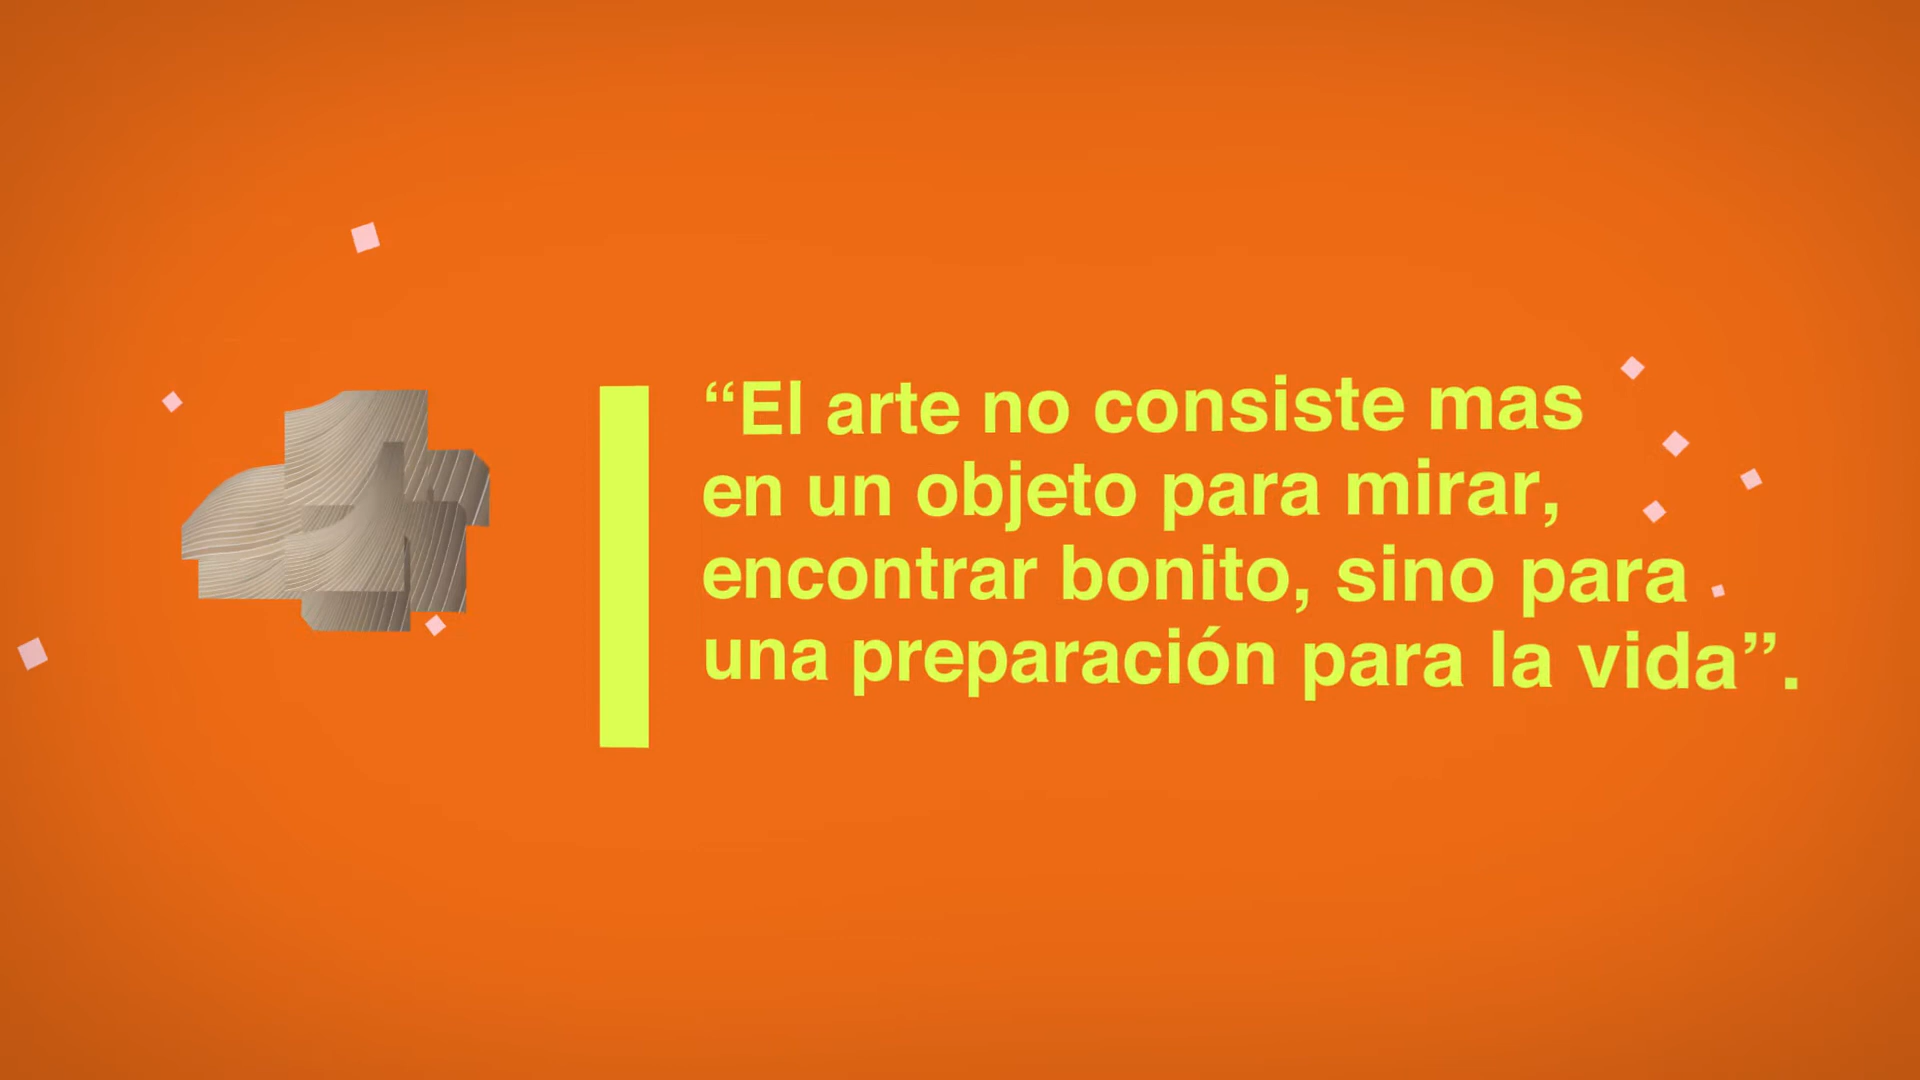 “El arte no consiste mas
en un objeto para mirar,
encontrar bonito, sino para
una preparación para la vida”.